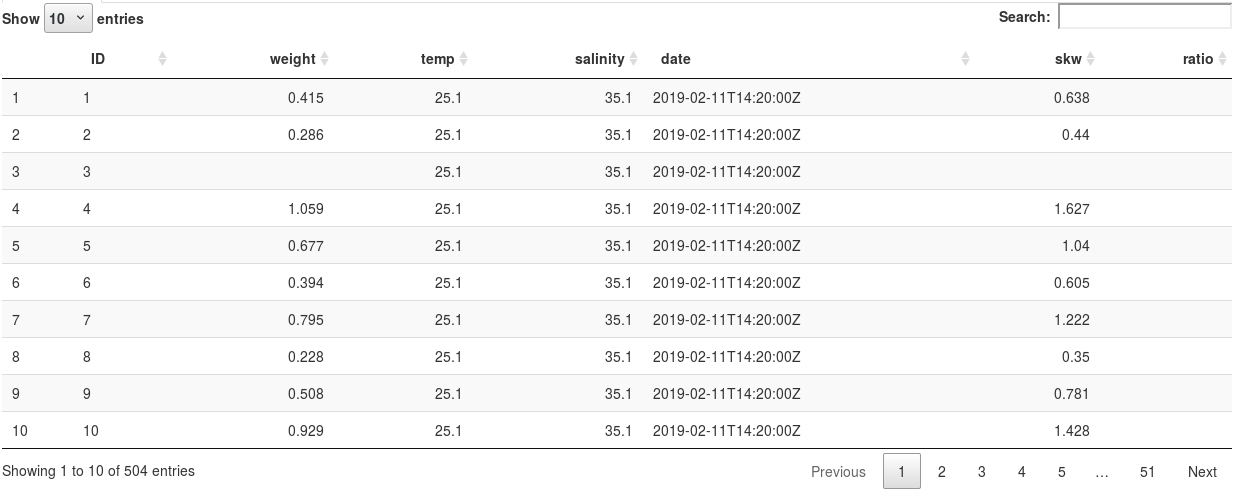 Show 10 entries Search:
ID weight temp salinity date skw ratio
1 1 0.415 25.1 35.1 2019-02-11T14:20:00Z 0.638
2 2 0.286 25.1 35.1 2019-02-11T14:20:00Z 0.44
3 3 25.1 35.1 2019-02-11T14:20:00Z
4 4 1.059 25.1 35.1 2019-02-11T14:20:00Z 1.627
5 5 0.677 25.1 35.1 2019-02-11T14:20:00Z 1.04
6 6 0.394 25.1 35.1 2019-02-11T14:20:00Z 0.605
7 7 0.795 25.1 35.1 2019-02-11T14:20:00Z 1.222
8 8 0.228 25.1 35.1 2019-02-11T14:20:00Z 0.35
9 9 0.508 25.1 35.1 2019-02-11T14:20:00Z 0.781
10 10 0.929 25.1 35.1 2019-02-11T14:20:00Z 1.428
Showing 1 to 10 of 504 entries Previous 1 2 3 4 5 … 51 Next